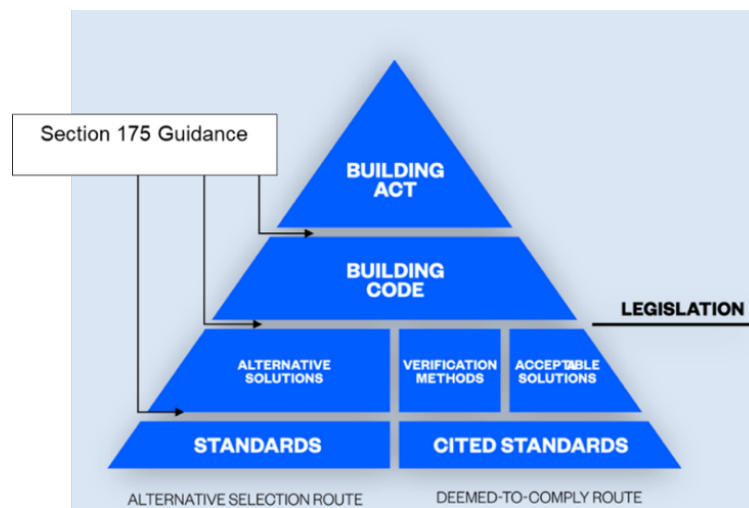 Section 175 Guidance
BUILDING
ACT
BUILDING
CODE
LEGISLATION
ALTERNATIVE
SOLUTIONS
VERIFICATION
METHODS
ACCEPTABLE
SOLUTIONS
STANDARDS
CITED STANDARDS
ALTERNATIVE SELECTION ROUTE
DEEMED-TO-COMPLY ROUTE